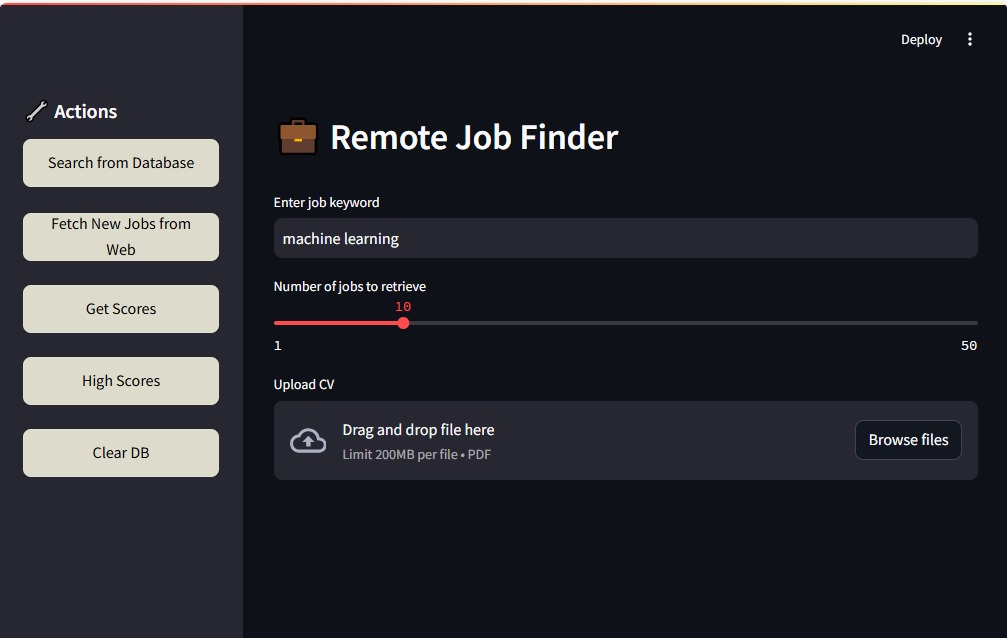 Deploy
Actions
Search from Database
Fetch New Jobs from
Web
Get Scores
High Scores
Clear DB
Remote Job Finder
Enter job keyword
machine learning
Number of jobs to retrieve
10
1
50
Upload CV
Drag and drop file here
Limit 200MB per file • PDF
Browse files